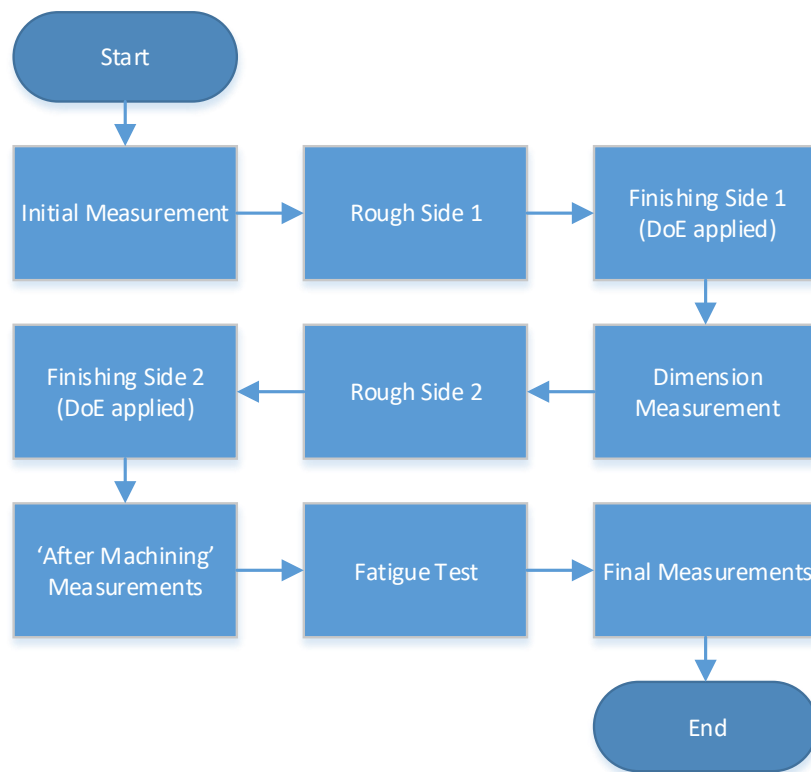 Start
Initial Measurement
Rough Side 1
Finishing Side 1
(DoE applied)
Dimension
Measurement
Rough Side 2
Finishing Side 2
(DoE applied)
‘After Machining’
Measurements
Fatigue Test
Final Measurements
End